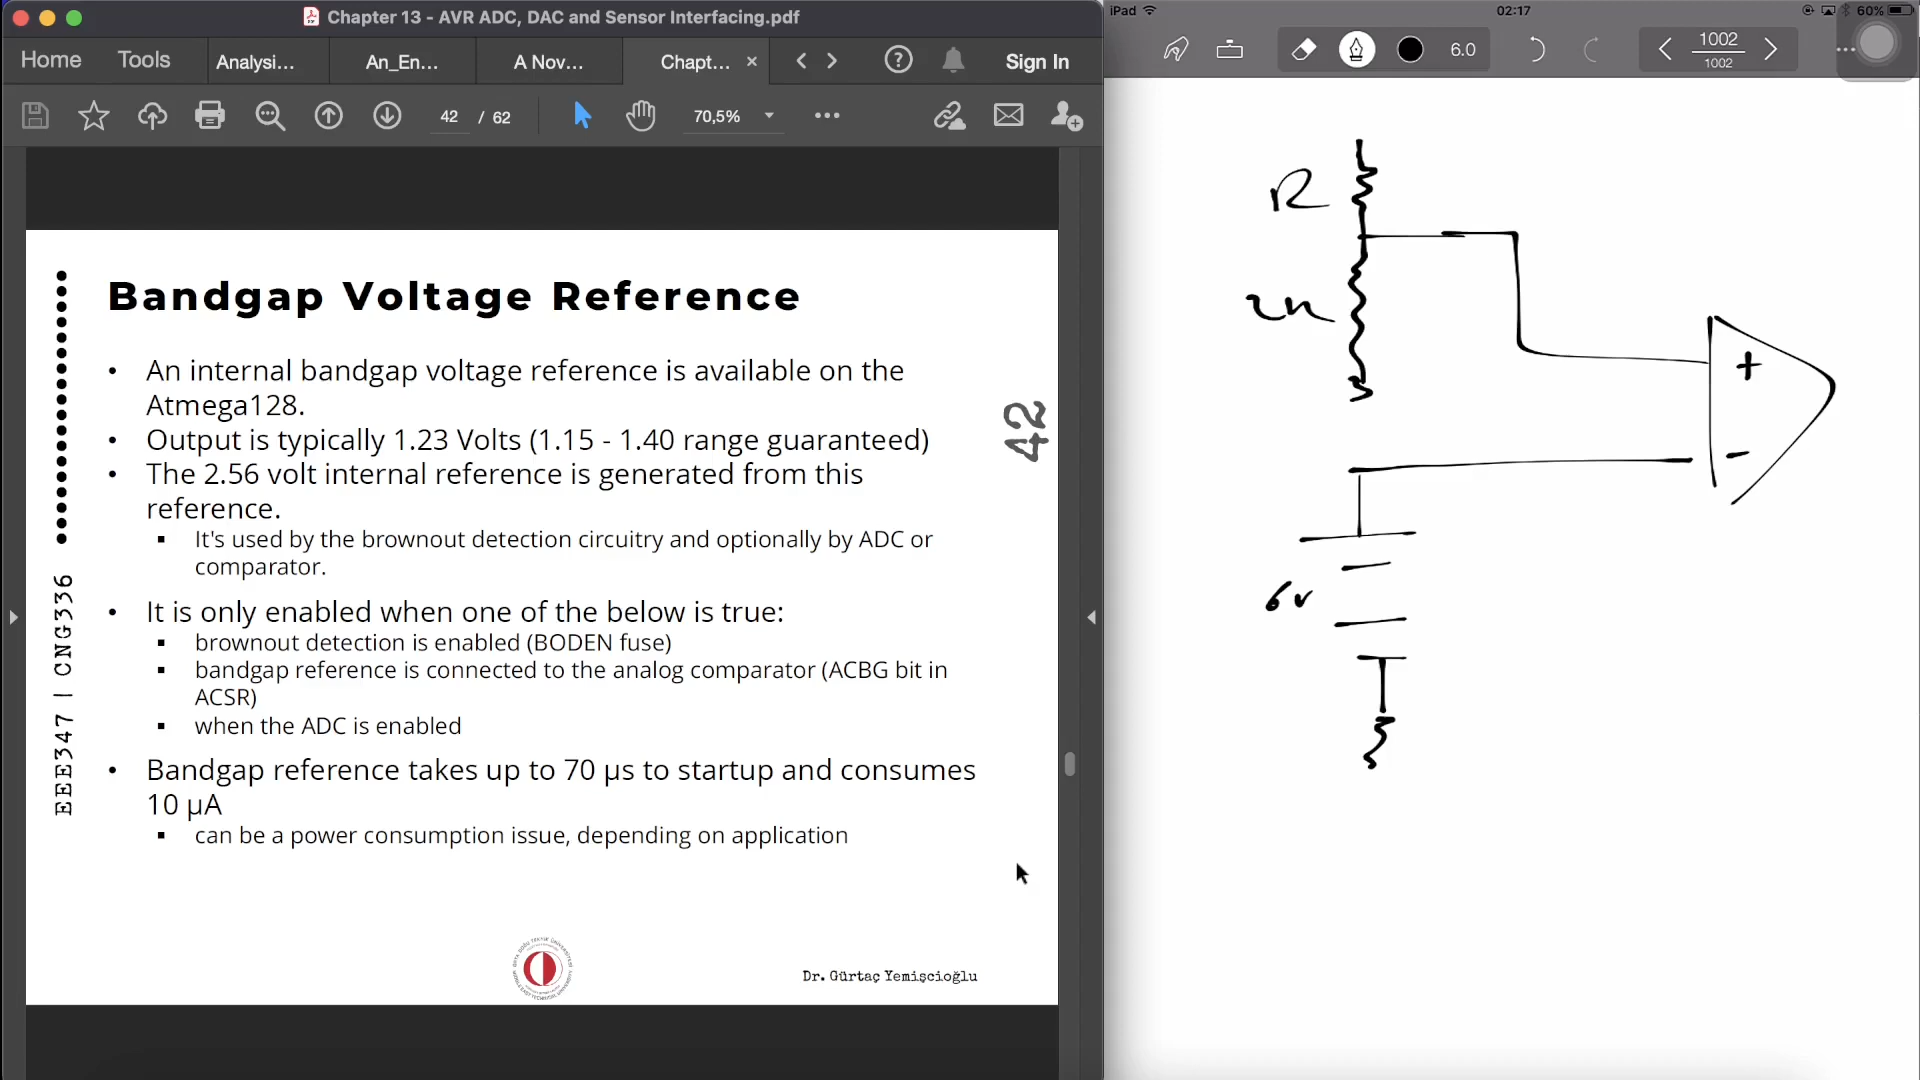 Chapter 13 - AVR ADC, DAC and Sensor Interfacing.pdf
Home Tools Analysi... An_En... A Nov... Chapt... × Sign In
42 / 62 70,5%
Bandgap Voltage Reference
• An internal bandgap voltage reference is available on the
Atmega128.
• Output is typically 1.23 Volts (1.15 - 1.40 range guaranteed)
• The 2.56 volt internal reference is generated from this
reference.
▪ It's used by the brownout detection circuitry and optionally by ADC or
comparator.
• It is only enabled when one of the below is true:
▪ brownout detection is enabled (BODEN fuse)
▪ bandgap reference is connected to the analog comparator (ACBG bit in
ACSR)
▪ when the ADC is enabled
• Bandgap reference takes up to 70 µs to startup and consumes
10 µA
▪ can be a power consumption issue, depending on application
42
EEE347 | CNG336
Dr. Gürtaç Yemişcioğlu
iPad 02:17 60%
6.0 1002
1002
R
+
-
6v